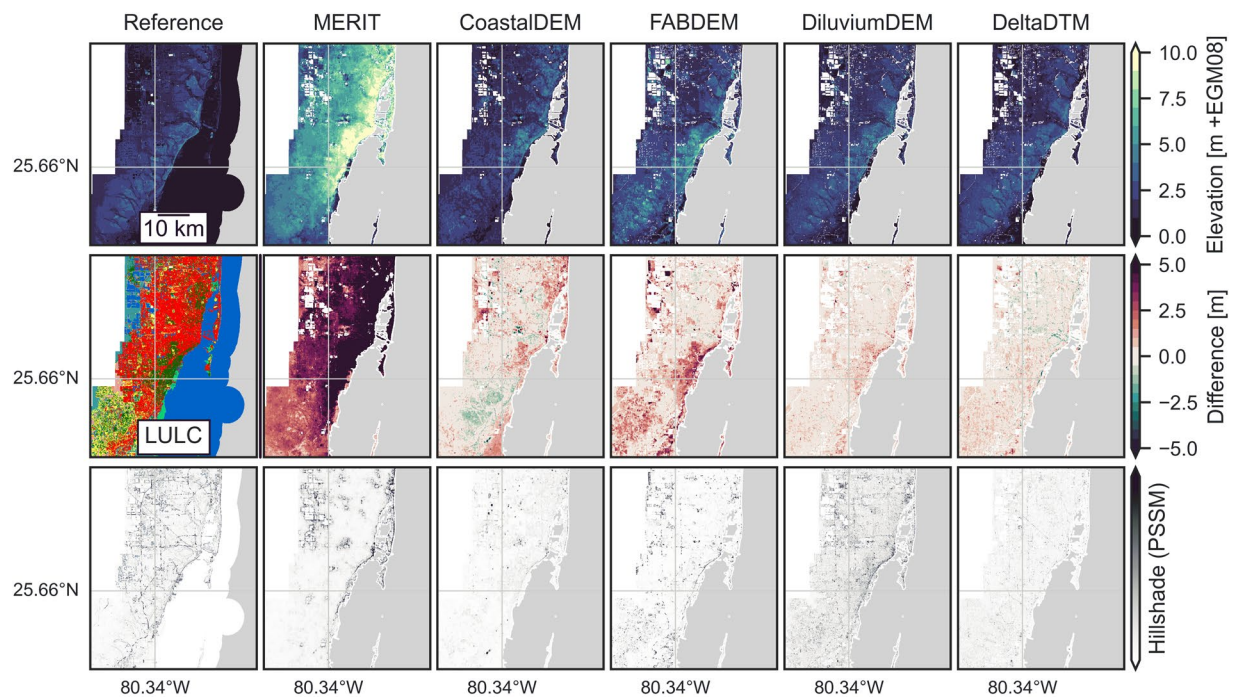 Reference MERIT CoastalDEM FABDEM DiluviumDEM DeltaDTM
10.0
7.5
5.0
2.5
0.0
Elevation [m +EGM08]
25.66°N
10 km
5.0
2.5
0.0
−2.5
−5.0
Difference [m]
25.66°N
LULC
Hillshade (PSSM)
25.66°N
80.34°W 80.34°W 80.34°W 80.34°W 80.34°W 80.34°W